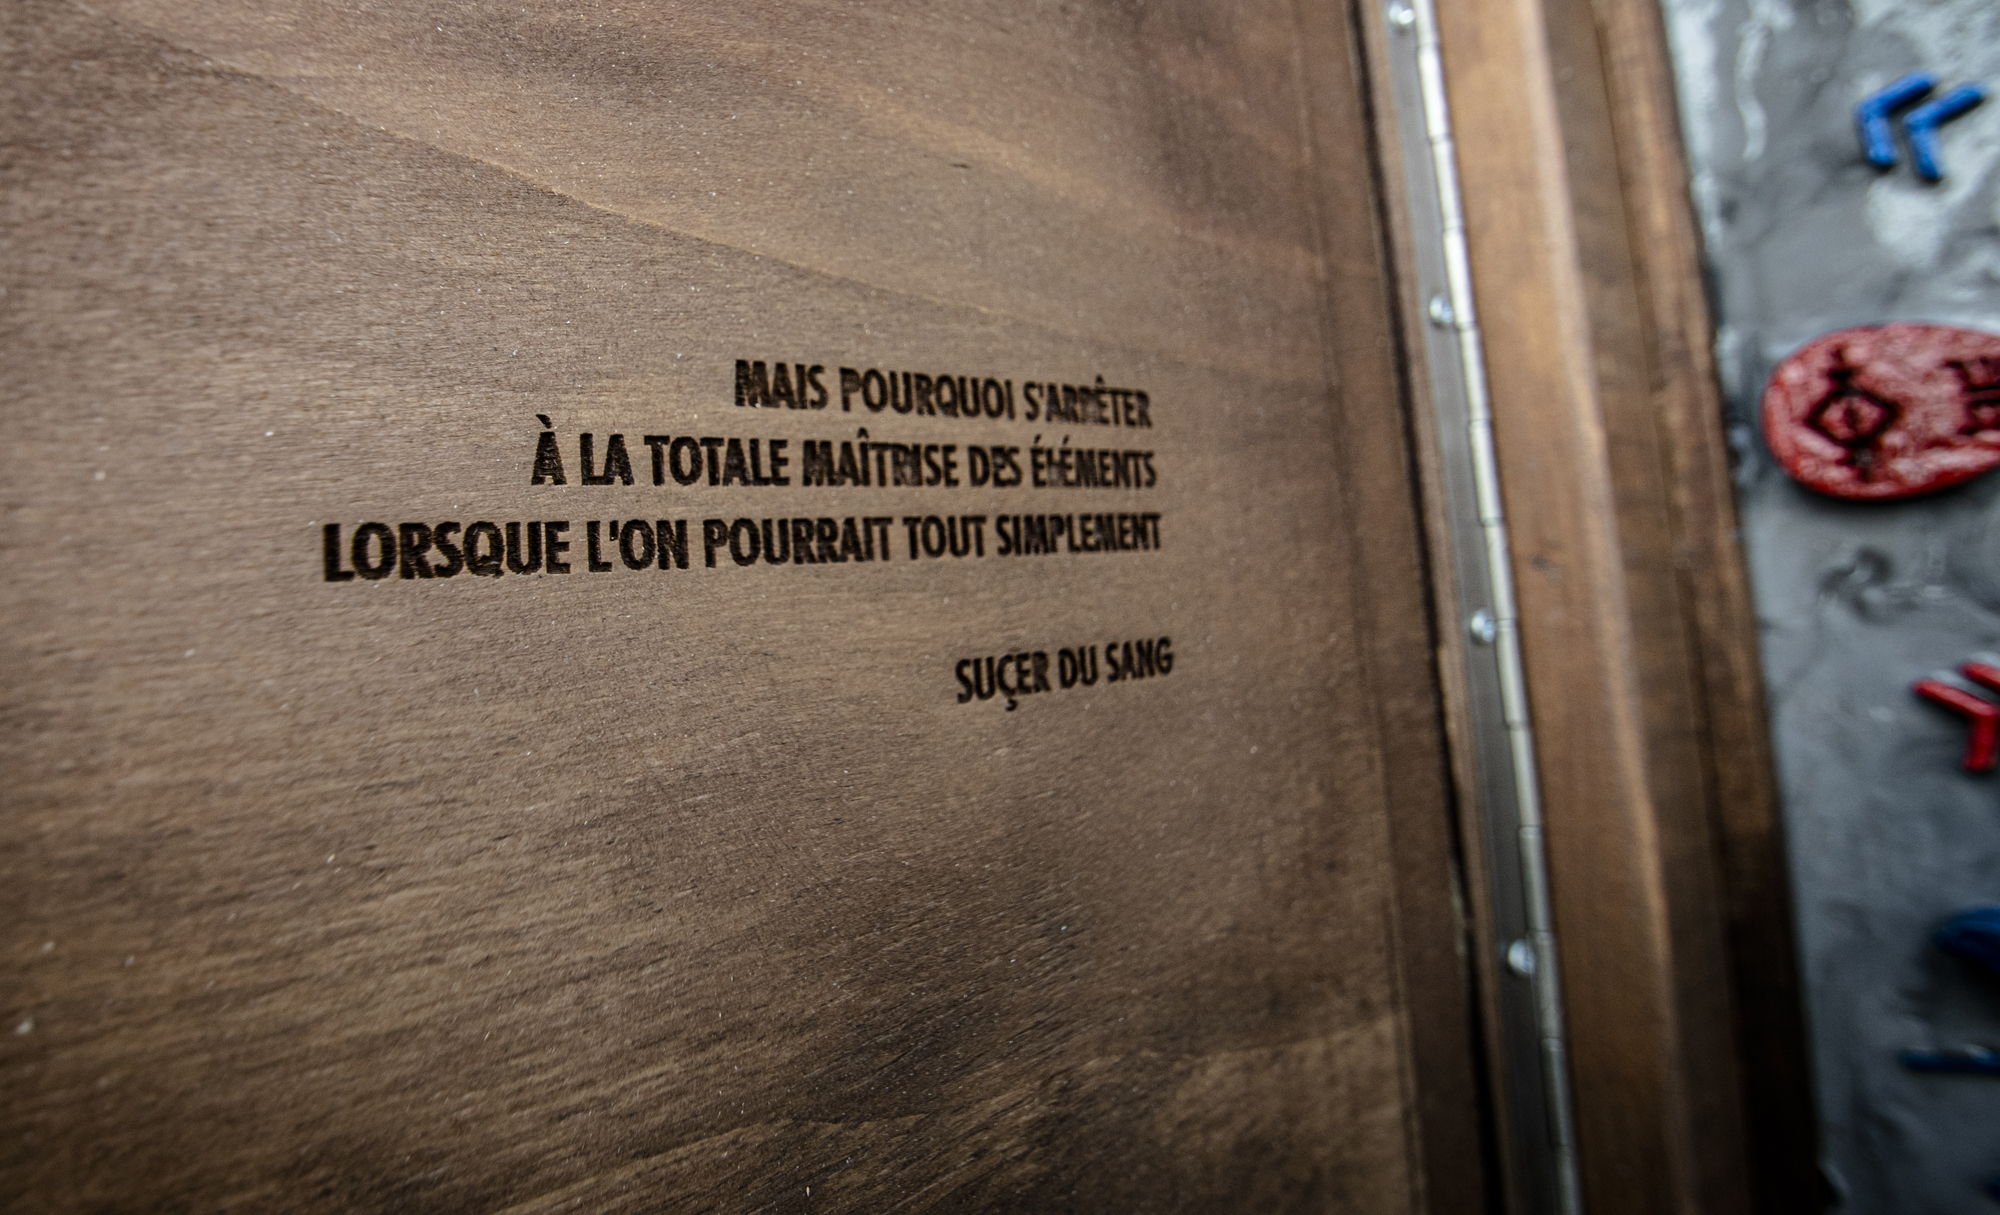 MAIS POURQUOI S'ARRÊTER
À LA TOTALE MAÎTRISE DES ÉLÉMENTS
LORSQUE L'ON POURRAIT TOUT SIMPLEMENT
SUÇER DU SANG